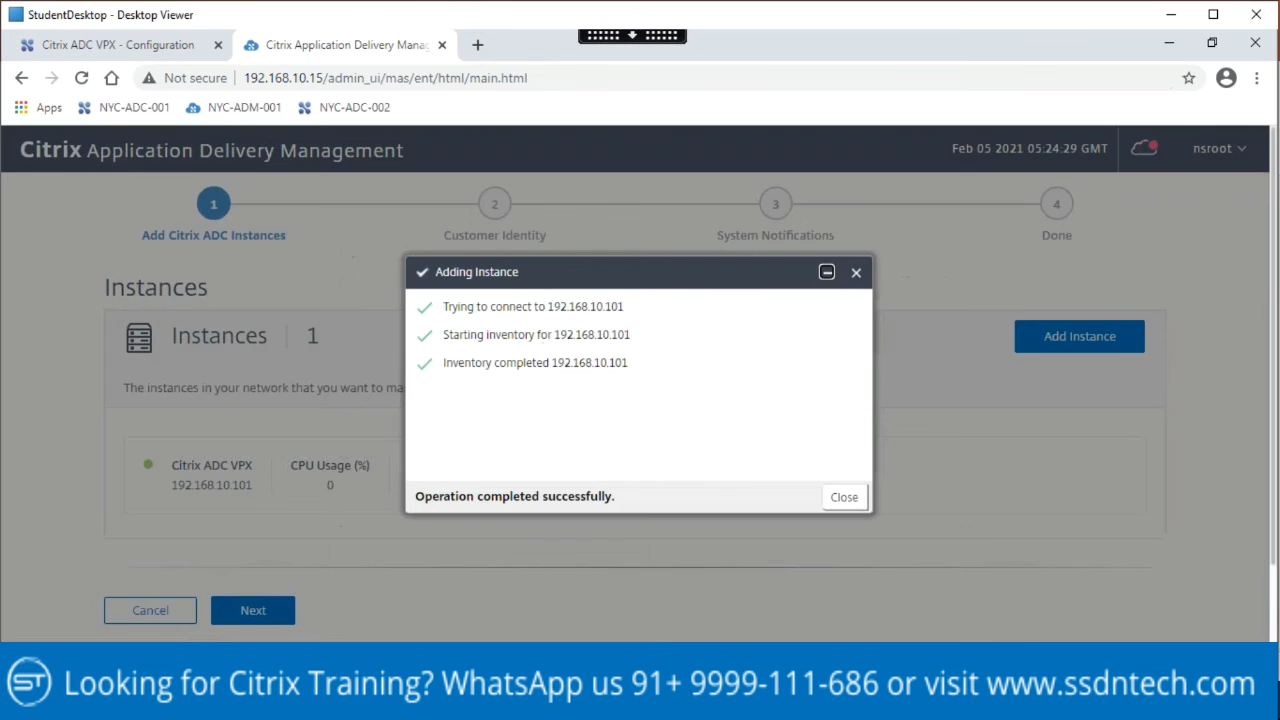 StudentDesktop - Desktop Viewer
Citrix ADC VPX - Configuration
Citrix Application Delivery Manag
Not secure
192.168.10.15/admin_ui/mas/ent/html/main.html
Apps
NYC-ADC-001
NYC-ADM-001
NYC-ADC-002
Citrix Application Delivery Management
Feb 05 2021 05:24:29 GMT
nsroot
1
2
3
4
Add Citrix ADC Instances
Customer Identity
System Notifications
Done
Adding Instance
Trying to connect to 192.168.10.101
Starting inventory for 192.168.10.101
Inventory completed 192.168.10.101
Operation completed successfully.
Close
Instances
Instances
1
Add Instance
The instances in your network that you want to ma
Citrix ADC VPX
192.168.10.101
CPU Usage (%)
0
Cancel
Next
ST
Looking for Citrix Training? WhatsApp us 91+ 9999-111-686 or visit www.ssdntech.com